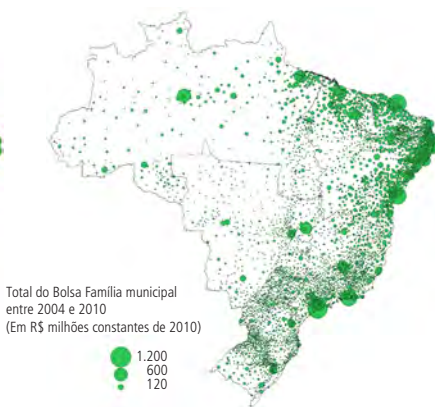 Total do Bolsa Família municipal
entre 2004 e 2010
(Em R$ milhões constantes de 2010)
1.200
600
120